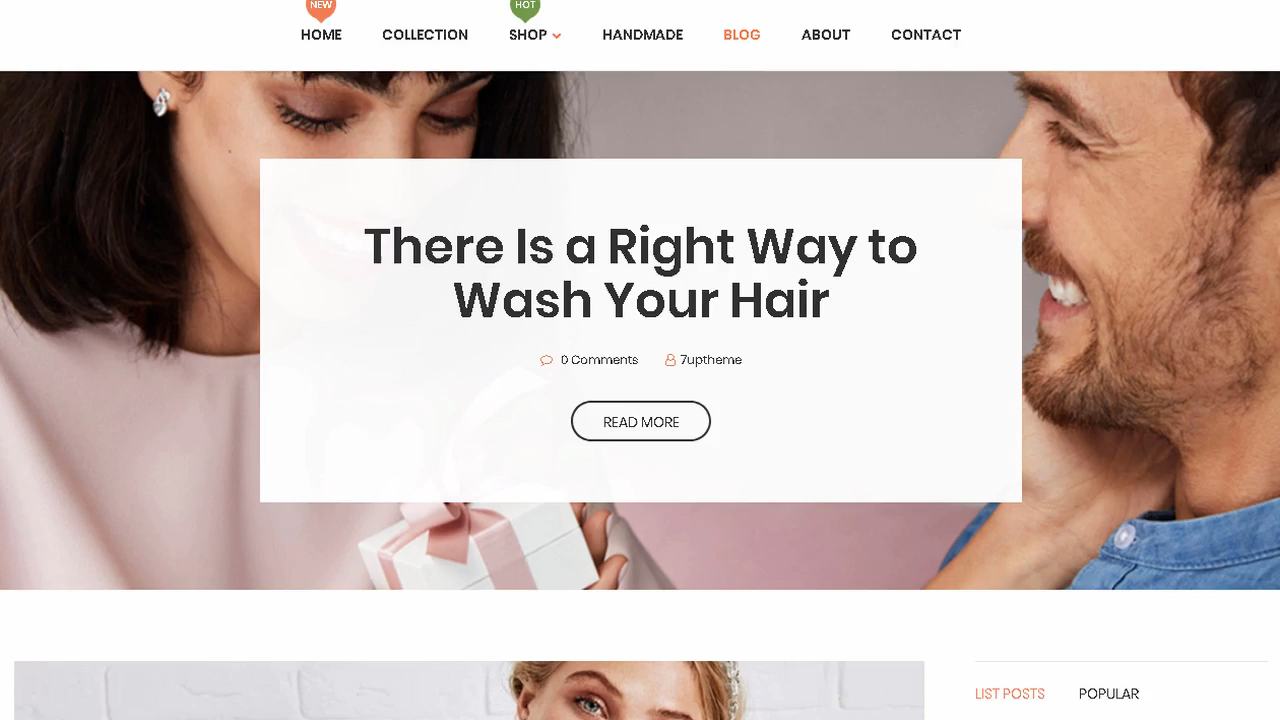 NEW
HOT
HOME COLLECTION SHOP HANDMADE BLOG ABOUT CONTACT
There Is a Right Way to
Wash Your Hair
0 Comments 7uptheme
READ MORE
LIST POSTS POPULAR